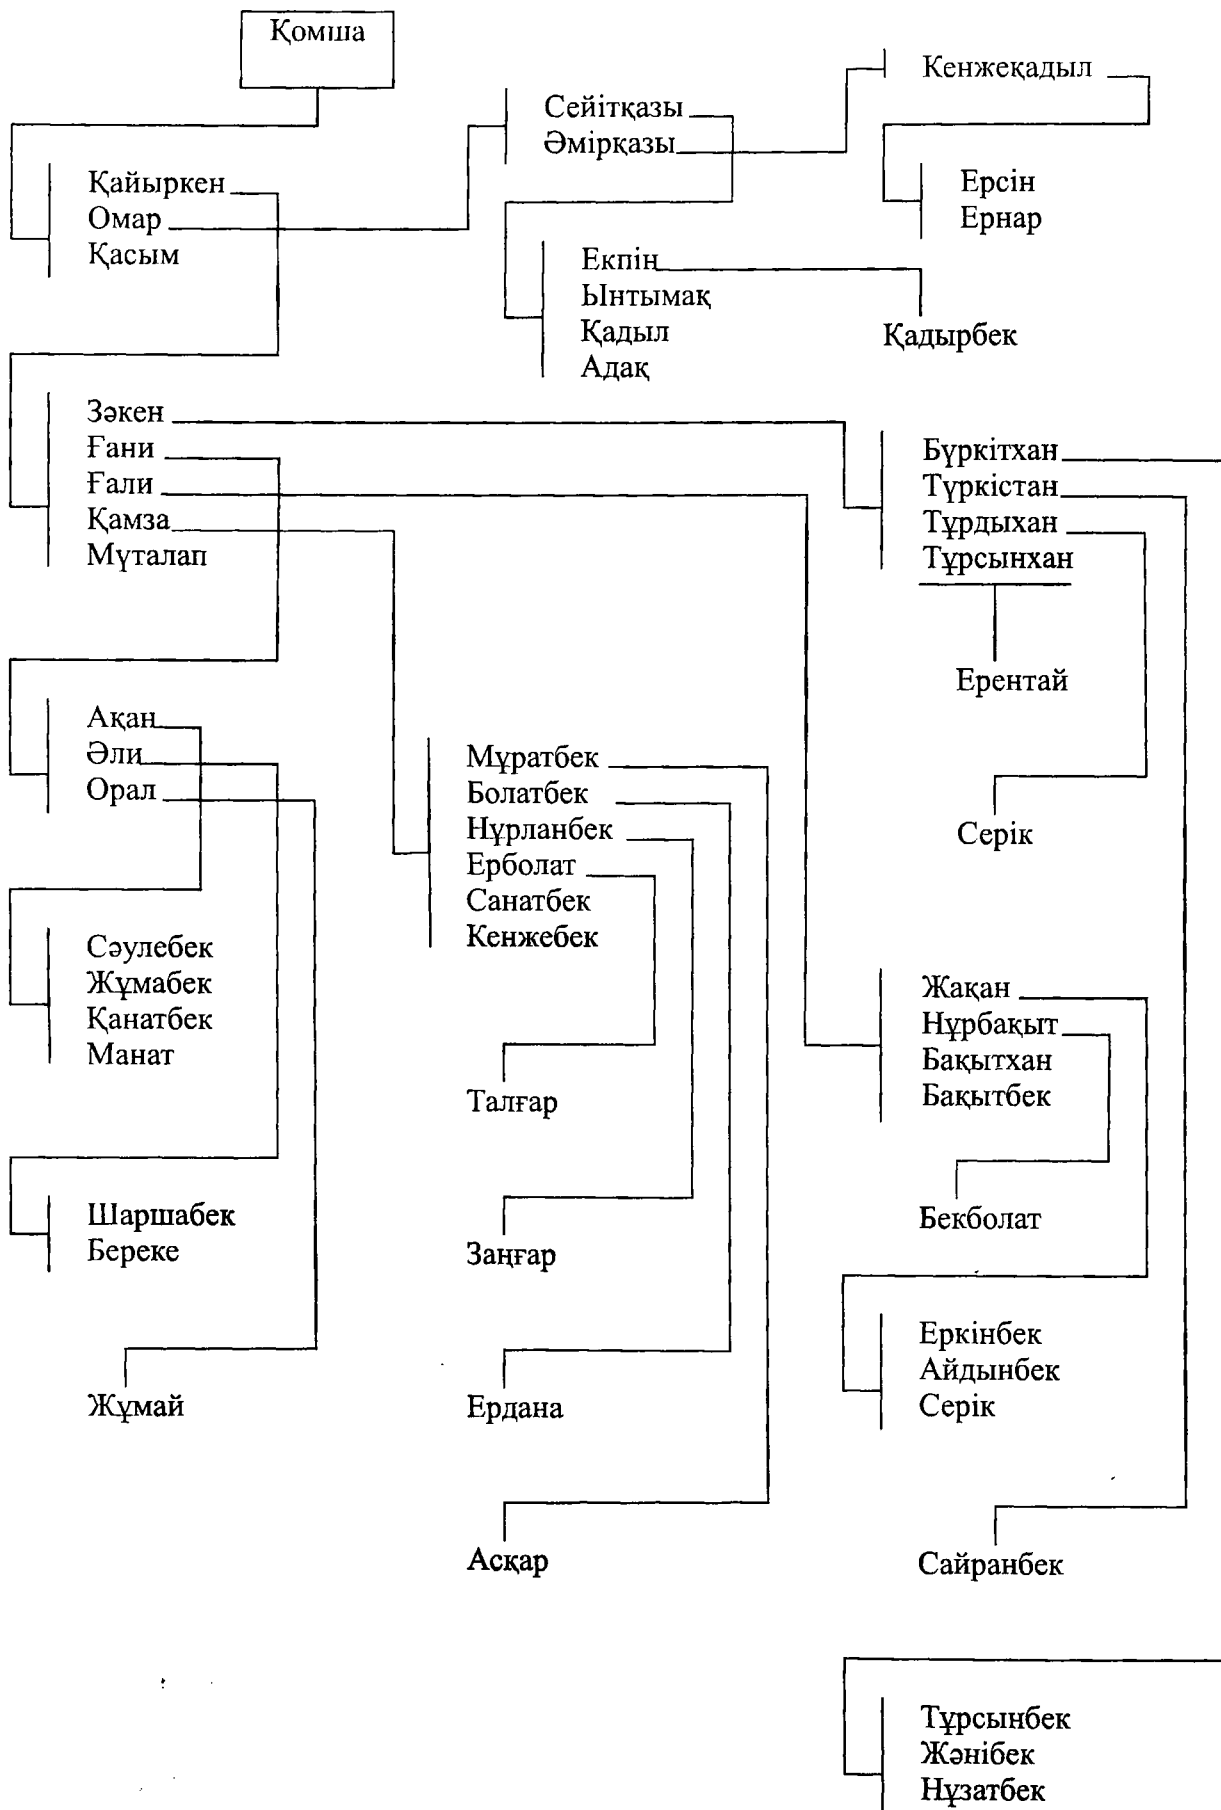 Қомша
Қайыркен
Омар
Қасым
Сейітқазы
Әмірқазы
Кенжеқадыл
Ерсін
Ернар
Екпін
Ынтымақ
Қадыл
Адақ
Қадырбек
Зәкен
Ғани
Ғали
Қамза
Мүталап
Бүркітхан
Түркістан
Тұрдыхан
Тұрсынхан
Ерентай
Серік
Ақан
Әли
Орал
Мұратбек
Болатбек
Нұрланбек
Ерболат
Санатбек
Кенжебек
Сәулебек
Жұмабек
Қанатбек
Манат
Талғар
Жақан
Нұрбақыт
Бақытхан
Бақытбек
Шаршабек
Береке
Заңғар
Бекболат
Жұмай
Ердана
Еркінбек
Айдынбек
Серік
Асқар
Сайранбек
Тұрсынбек
Жәнібек
Нұзатбек